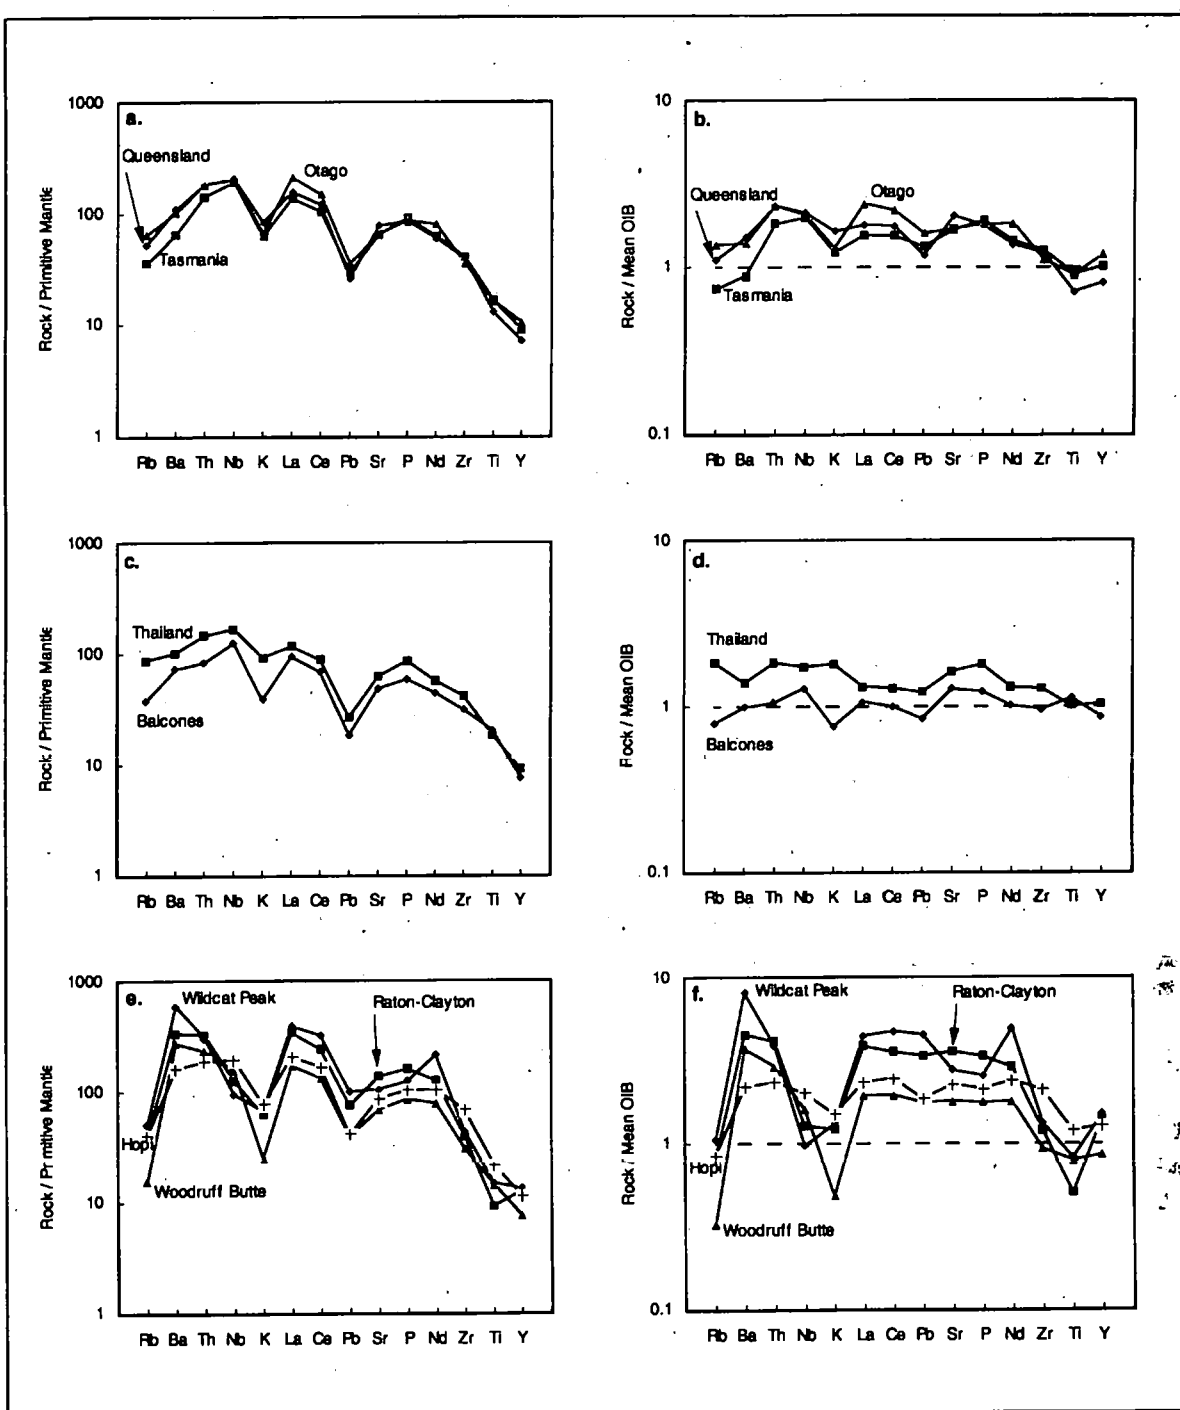 a.
1000
100
10
1
Rock / Primitive Mantle
Queensland
Otago
Tasmania
Rb Ba Th Nb K La Ce Pb Sr P Nd Zr Ti Y
b.
10
1
0.1
Rock / Mean OIB
Queensland
Otago
Tasmania
Rb Ba Th Nb K La Ce Pb Sr P Nd Zr Ti Y
c.
1000
100
10
1
Rock / Primitive Mantle
Thailand
Balcones
Rb Ba Th Nb K La Ce Pb Sr P Nd Zr Ti Y
d.
10
1
0.1
Rock / Mean OIB
Thailand
Balcones
Rb Ba Th Nb K La Ce Pb Sr P Nd Zr Ti Y
e.
1000
100
10
1
Rock / Primitive Mantle
Wildcat Peak
Raton-Clayton
Hopi
Woodruff Butte
Rb Ba Th Nb K La Ce Pb Sr P Nd Zr Ti Y
f.
10
1
0.1
Rock / Mean OIB
Wildcat Peak
Raton-Clayton
Hopi
Woodruff Butte
Rb Ba Th Nb K La Ce Pb Sr P Nd Zr Ti Y